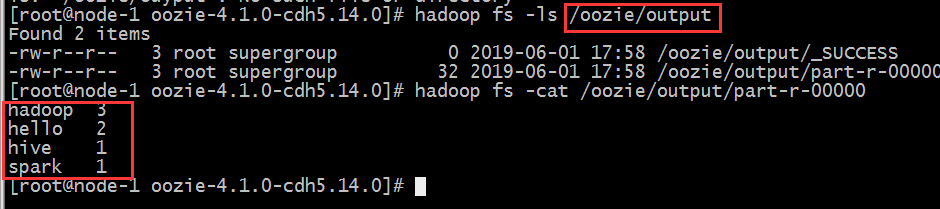 [root@node-1 oozie-4.1.0-cdh5.14.0]# hadoop fs -ls /oozie/output
Found 2 items
-rw-r--r-- 3 root supergroup 0 2019-06-01 17:58 /oozie/output/_SUCCESS
-rw-r--r-- 3 root supergroup 32 2019-06-01 17:58 /oozie/output/part-r-00000
[root@node-1 oozie-4.1.0-cdh5.14.0]# hadoop fs -cat /oozie/output/part-r-00000
hadoop 3
hello 2
hive 1
spark 1
[root@node-1 oozie-4.1.0-cdh5.14.0]#